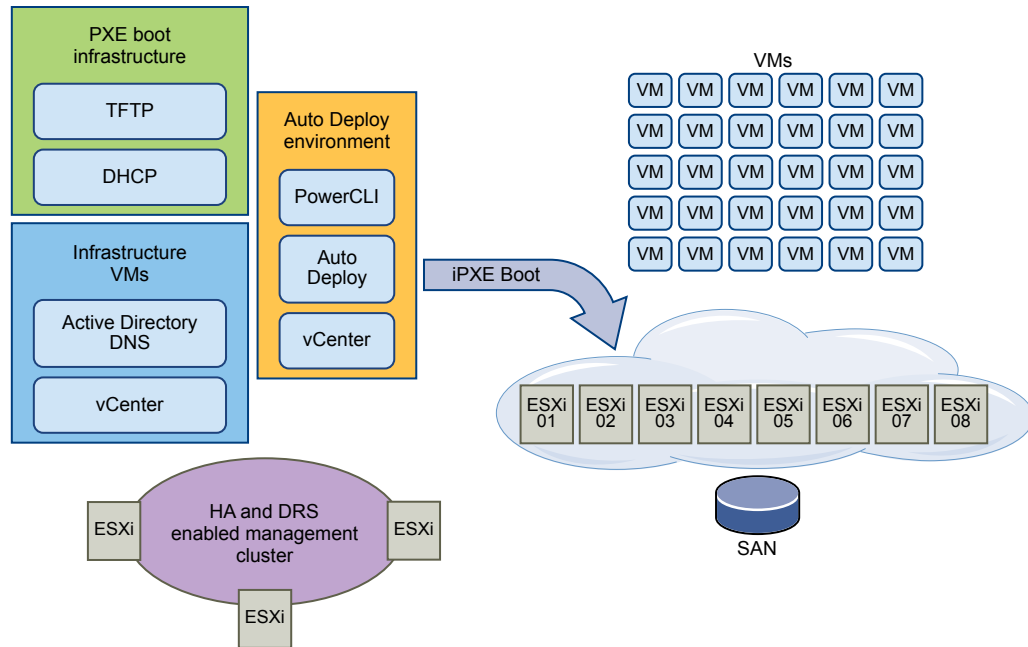 PXE boot
infrastructure
TFTP
DHCP
Infrastructure
VMs
Active Directory
DNS
vCenter
Auto Deploy
environment
PowerCLI
Auto
Deploy
vCenter
iPXE Boot
VMs
VM VM VM VM VM VM
VM VM VM VM VM VM
VM VM VM VM VM VM
VM VM VM VM VM VM
VM VM VM VM VM VM
ESXi ESXi ESXi ESXi ESXi ESXi ESXi ESXi
01 02 03 04 05 06 07 08
SAN
HA and DRS
enabled management
cluster
ESXi
ESXi
ESXi